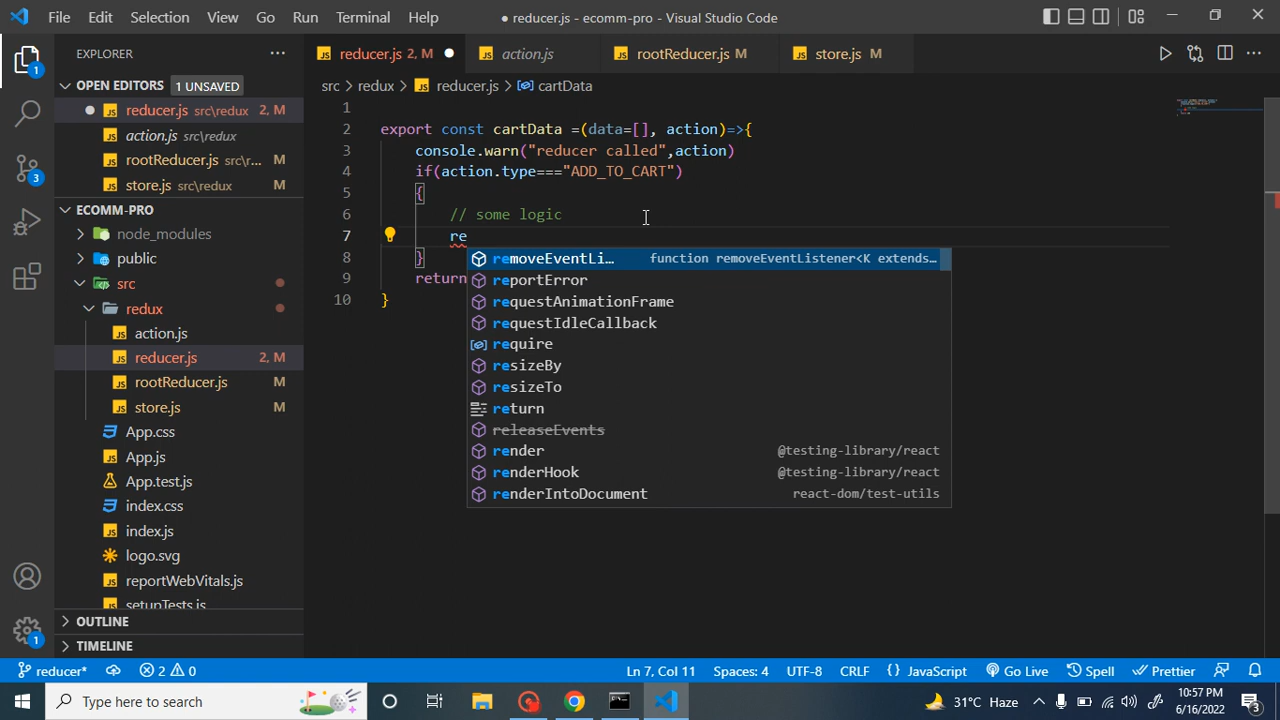 File Edit Selection View Go Run Terminal Help ● reducer.js - ecomm-pro - Visual Studio Code
EXPLORER ···
reducer.js 2, M ● action.js rootReducer.js M store.js M
OPEN EDITORS 1 UNSAVED
src > redux > reducer.js > cartData
reducer.js src\redux 2, M
action.js src\redux
rootReducer.js src\r... M
store.js src\redux M
ECOMM-PRO
node_modules
public
src
redux
action.js
reducer.js 2, M
rootReducer.js M
store.js M
App.css
App.js
App.test.js
index.css
index.js
logo.svg
reportWebVitals.js
setupTests.js
OUTLINE
TIMELINE
1
2 export const cartData =(data=[], action)=>{
3 console.warn("reducer called",action)
4 if(action.type==="ADD_TO_CART")
5 {
6 // some logic
7 re
8 }
9 return
10 }
removeEventLi… function removeEventListener<K extends…
reportError
requestAnimationFrame
requestIdleCallback
require
resizeBy
resizeTo
return
releaseEvents
render @testing-library/react
renderHook @testing-library/react
renderIntoDocument react-dom/test-utils
1
3
1
reducer* 2 0 Ln 7, Col 11 Spaces: 4 UTF-8 CRLF {} JavaScript Go Live Spell Prettier
Type here to search 31°C Haze 10:57 PM
6/16/2022 3